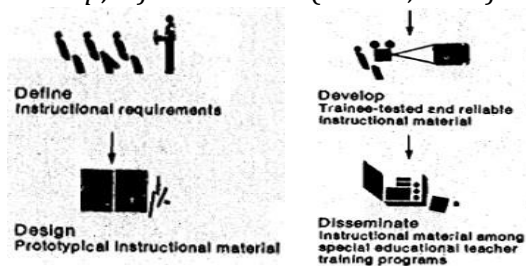 Define
Instructional requirements
Design
Prototypical instructional material
Develop
Trainee-tested and reliable
instructional material
Disseminate
Instructional material among
special educational teacher
training programs